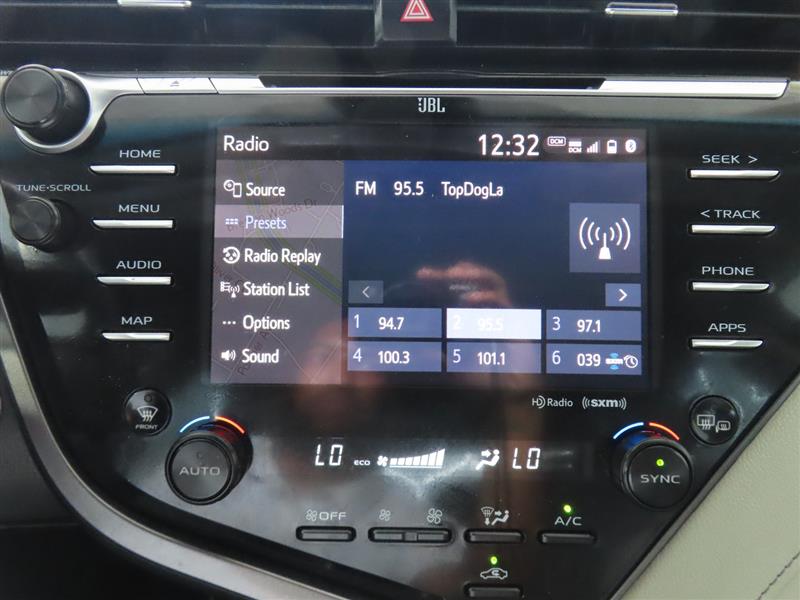 JBL
Radio
12:32
DCM
DCM
HOME
TUNE·SCROLL
MENU
AUDIO
MAP
Source
Presets
Radio Replay
Station List
Options
Sound
FM 95.5 TopDogLa
1 94.7
2 95.5
3 97.1
4 100.3
5 101.1
6 039
SEEK >
< TRACK
PHONE
APPS
HD Radio
((sxm))
FRONT
AUTO
LO
eco
LO
SYNC
OFF
A/C